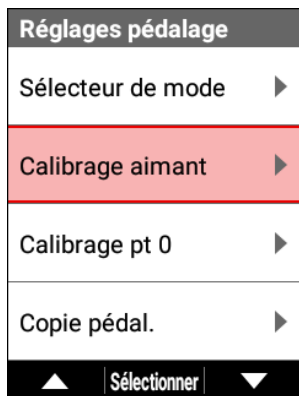 Réglages pédalage
Sélecteur de mode
Calibrage aimant
Calibrage pt 0
Copie pédal.
Sélectionner